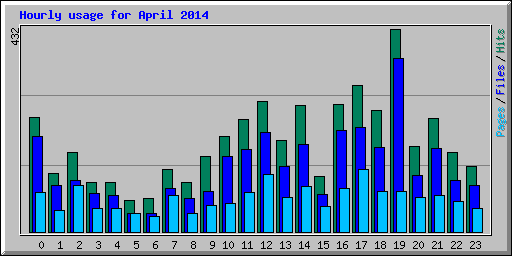 Hourly usage for April 2014
432
Pages/Files/Hits
0 1 2 3 4 5 6 7 8 9 10 11 12 13 14 15 16 17 18 19 20 21 22 23